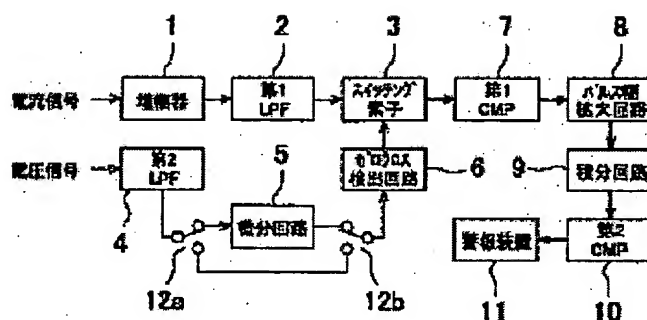 1
2
3
7
8
電流信号
増幅器
第1
LPF
スイッチング
素子
第1
CMP
パルス幅
拡大回路
電圧信号
第2
LPF
5
ゼロクロス
検出回路
6
9
積分回路
4
微分回路
警報装置
第2
CMP
12a
12b
11
10